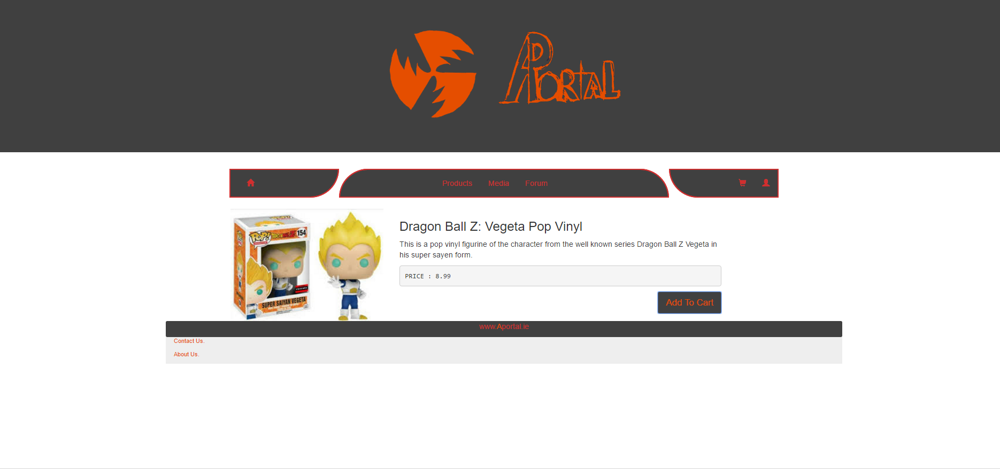 APortal
Products Media Forum
POP! DRAGONBALL Z 154
SUPER SAIYAN VEGETA
Dragon Ball Z: Vegeta Pop Vinyl
This is a pop vinyl figurine of the character from the well known series Dragon Ball Z Vegeta in
his super sayen form.
PRICE : 8.99
Add To Cart
www.Aportal.ie
Contact Us.
About Us.